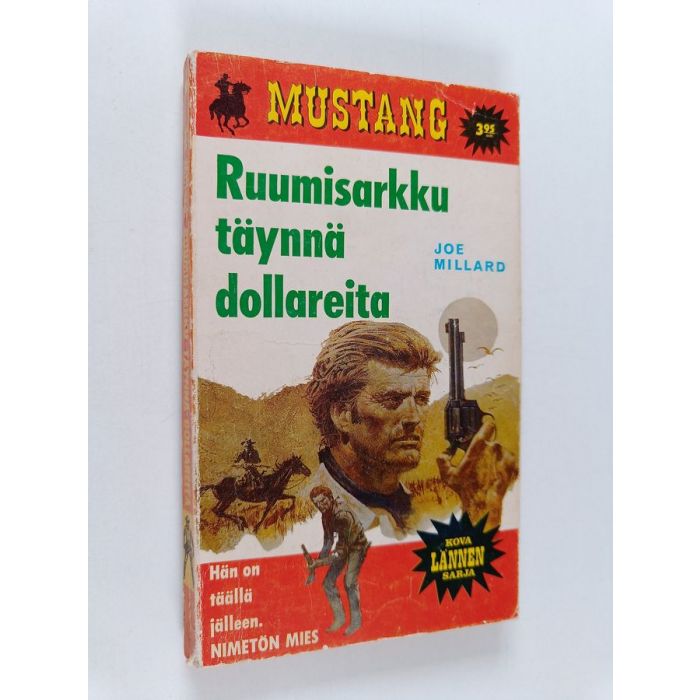 MUSTANG
3.95
Ruumisarkku
täynnä
dollareita
JOE
MILLARD
KOVA
LÄNNEN
SARJA
Hän on
täällä
jälleen.
NIMETÖN MIES